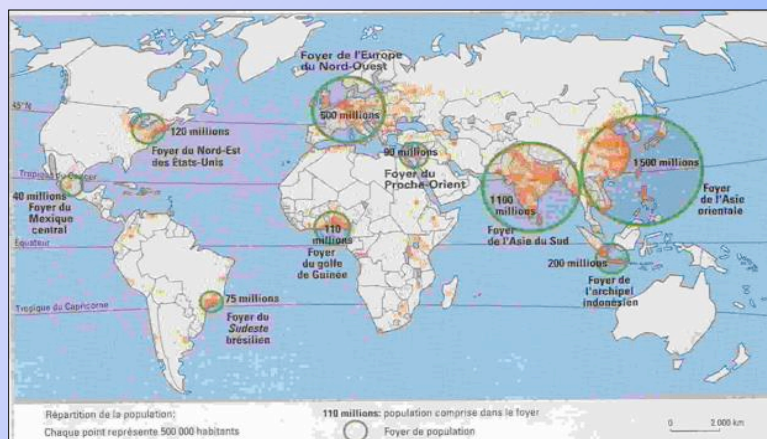 Foyer de l'Europe
du Nord-Ouest
45°N
500 millions
120 millions
Foyer du Nord-Est
des États-Unis
90 millions
Foyer du
Proche-Orient
1 500 millions
Tropique du Cancer
40 millions
Foyer du
Mexique
central
1 100
millions
Foyer
de l'Asie
orientale
110
millions
Foyer
du golfe
de Guinée
Foyer
de l'Asie du Sud
Équateur
200 millions
Foyer de
l'archipel
indonésien
75 millions
Foyer du
Sudeste
brésilien
Tropique du Capricorne
Répartition de la population:
Chaque point représente 500 000 habitants
110 millions: population comprise dans le foyer
Foyer de population
0 2 000 km